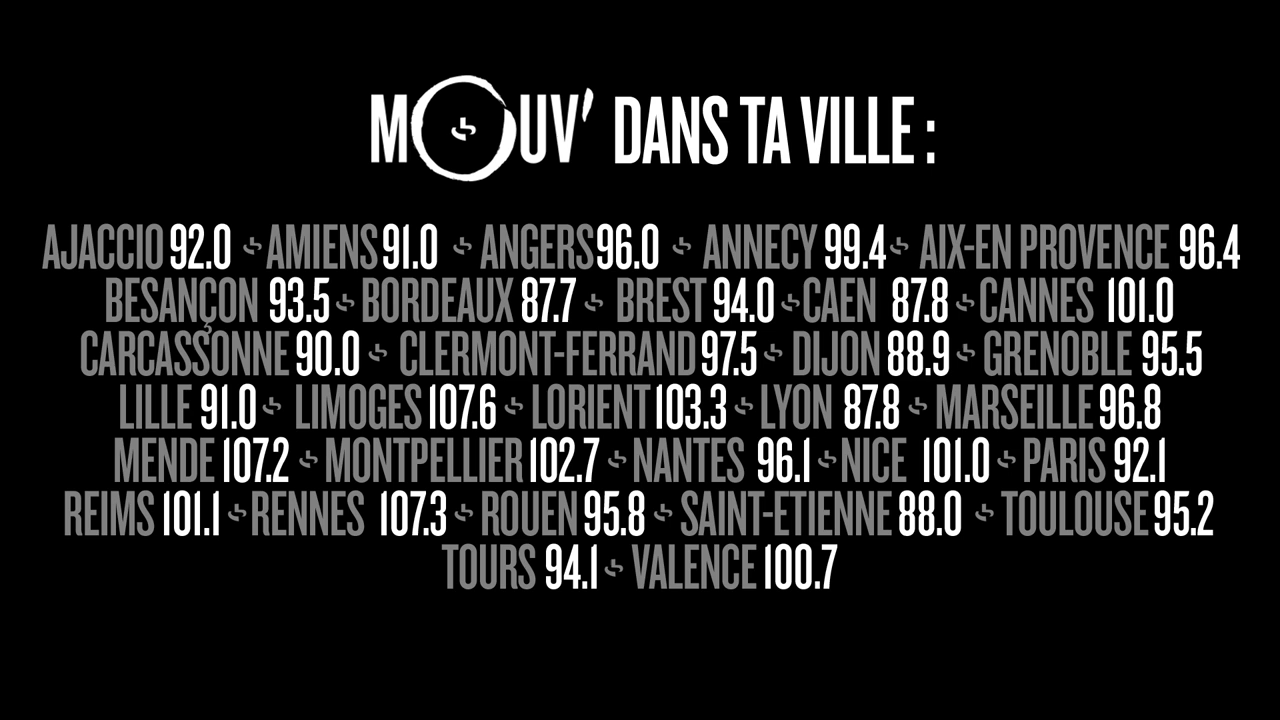 MOUV' DANS TA VILLE :
AJACCIO 92.0 AMIENS 91.0 ANGERS 96.0 ANNECY 99.4 AIX-EN PROVENCE 96.4
BESANÇON 93.5 BORDEAUX 87.7 BREST 94.0 CAEN 87.8 CANNES 101.0
CARCASSONNE 90.0 CLERMONT-FERRAND 97.5 DIJON 88.9 GRENOBLE 95.5
LILLE 91.0 LIMOGES 107.6 LORIENT 103.3 LYON 87.8 MARSEILLE 96.8
MENDE 107.2 MONTPELLIER 102.7 NANTES 96.1 NICE 101.0 PARIS 92.1
REIMS 101.1 RENNES 107.3 ROUEN 95.8 SAINT-ETIENNE 88.0 TOULOUSE 95.2
TOURS 94.1 VALENCE 100.7